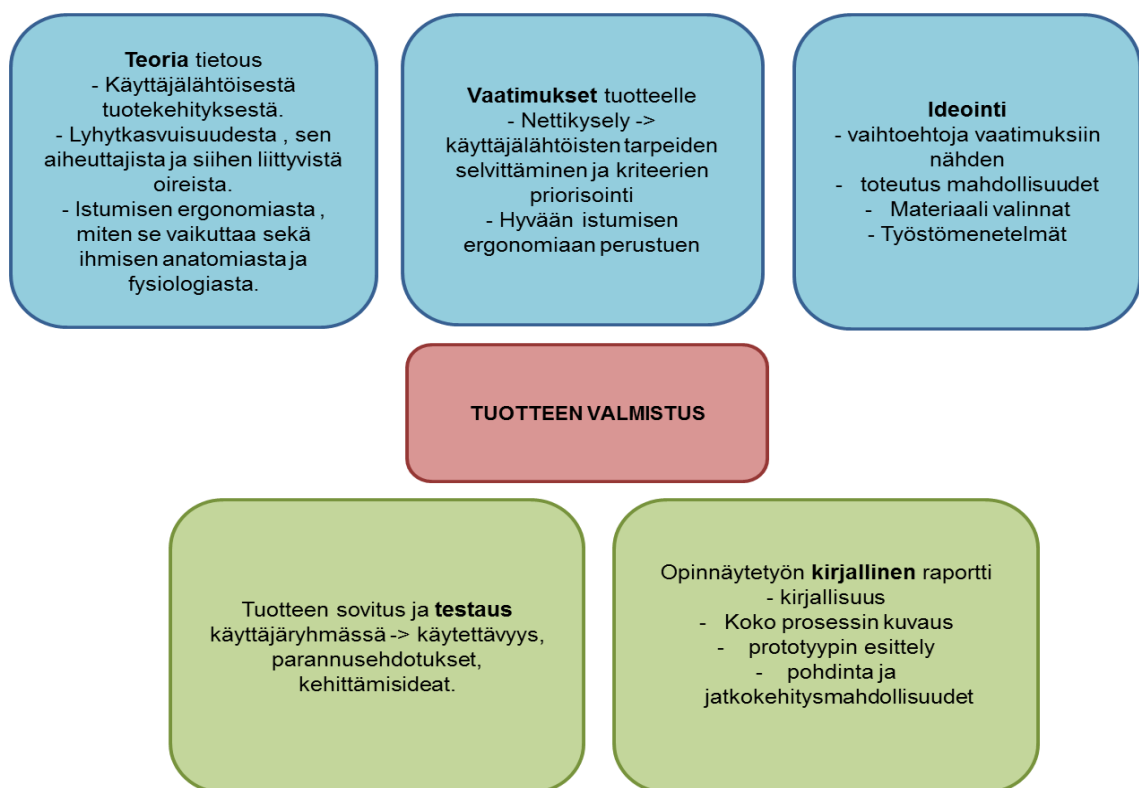 Teoria tietous
- Käyttäjälähtöisestä
tuotekehityksestä.
- Lyhytkasvuisuudesta , sen
aiheuttajista ja siihen liittyvistä
oireista.
- Istumisen ergonomiasta ,
miten se vaikuttaa sekä
ihmisen anatomiasta ja
fysiologiasta.
Vaatimukset tuotteelle
- Nettikysely ->
käyttäjälähtöisten tarpeiden
selvittäminen ja kriteerien
priorisointi
- Hyvään istumisen
ergonomiaan perustuen
Ideointi
- vaihtoehtoja vaatimuksiin
nähden
- toteutus mahdollisuudet
- Materiaali valinnat
- Työstömenetelmät
TUOTTEEN VALMISTUS
Tuotteen sovitus ja testaus
käyttäjäryhmässä -> käytettävyys,
parannusehdotukset,
kehittämisideat.
Opinnäytetyön kirjallinen raportti
- kirjallisuus
- Koko prosessin kuvaus
- prototyypin esittely
- pohdinta ja
jatkokehitysmahdollisuudet